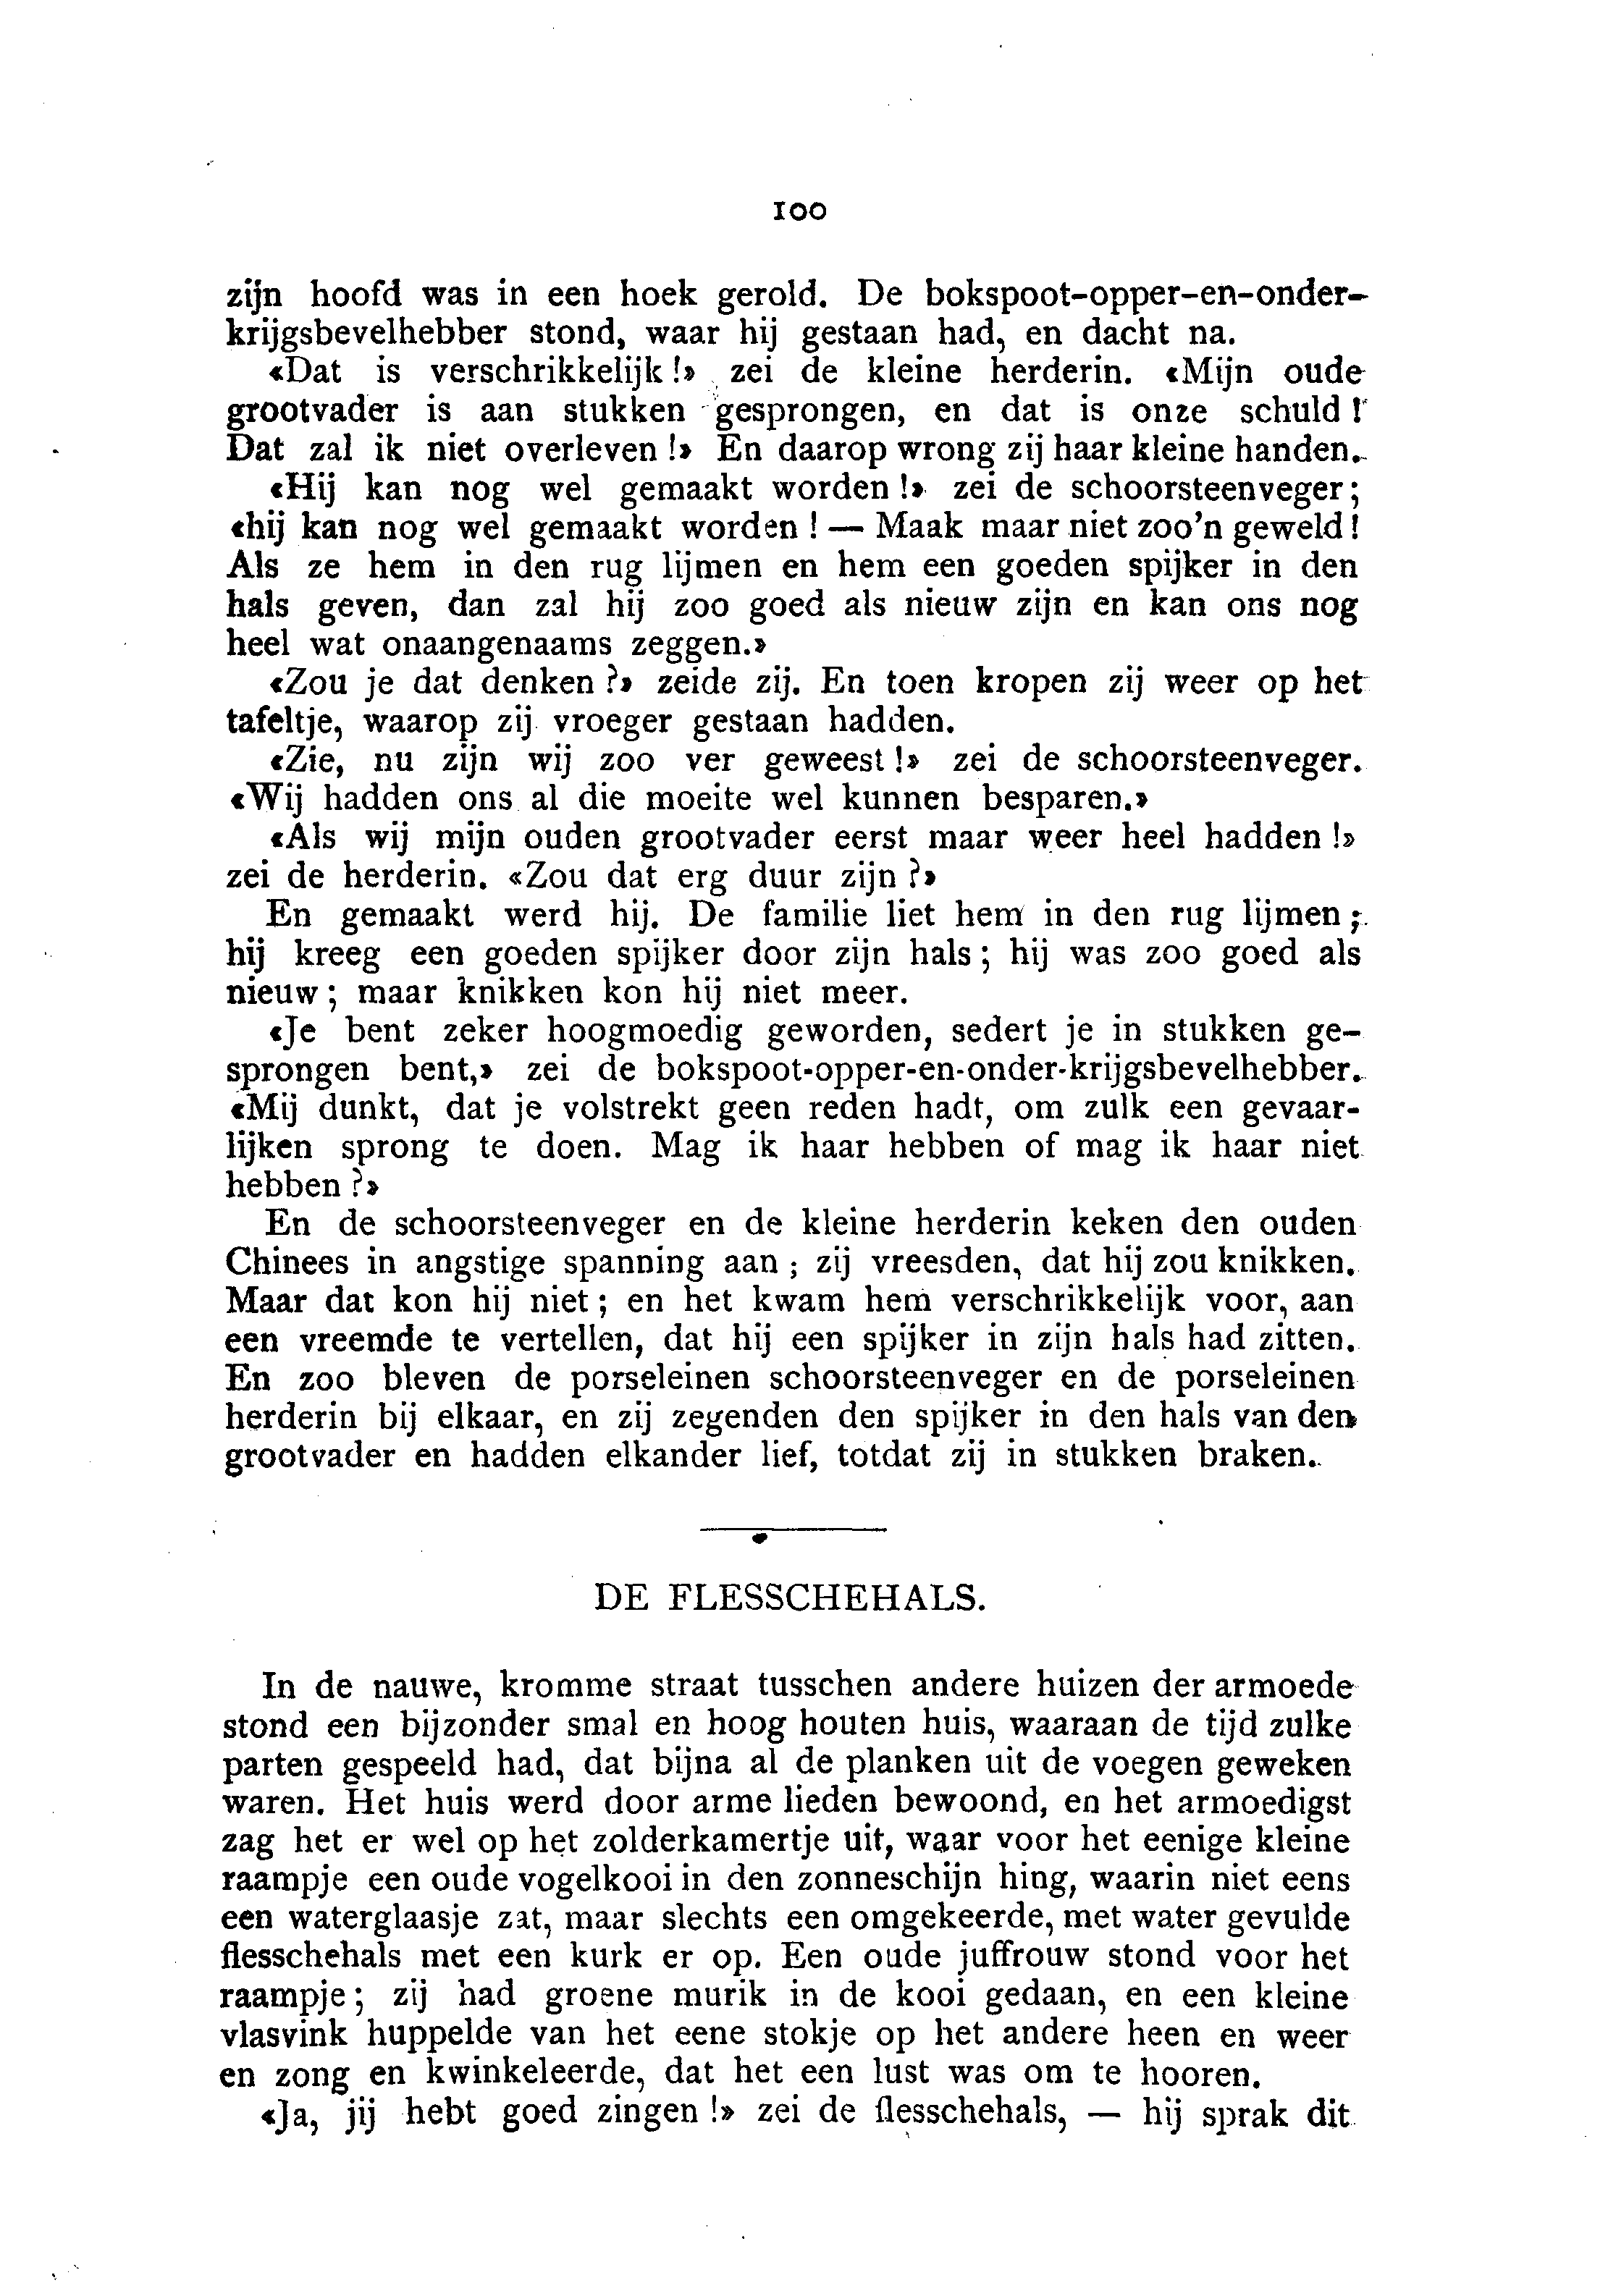 100
zijn hoofd was in een hoek gerold. De bokspoot-opper-en-onder-
krijgsbevelhebber stond, waar hij gestaan had, en dacht na.
«Dat is verschrikkelijk!» zei de kleine herderin. «Mijn oude
grootvader is aan stukken gesprongen, en dat is onze schuld!
Dat zal ik niet overleven!» En daarop wrong zij haar kleine handen.
«Hij kan nog wel gemaakt worden!» zei de schoorsteenveger;
«hij kan nog wel gemaakt worden! — Maak maar niet zoo'n geweld!
Als ze hem in den rug lijmen en hem een goeden spijker in den
hals geven, dan zal hij zoo goed als nieuw zijn en kan ons nog
heel wat onaangenaams zeggen.»
«Zou je dat denken?» zeide zij. En toen kropen zij weer op het
tafeltje, waarop zij vroeger gestaan hadden.
«Zie, nu zijn wij zoo ver geweest!» zei de schoorsteenveger.
«Wij hadden ons al die moeite wel kunnen besparen.»
«Als wij mijn ouden grootvader eerst maar weer heel hadden!»
zei de herderin. «Zou dat erg duur zijn?»
En gemaakt werd hij. De familie liet hem in den rug lijmen;
hij kreeg een goeden spijker door zijn hals; hij was zoo goed als
nieuw; maar knikken kon hij niet meer.
«Je bent zeker hoogmoedig geworden, sedert je in stukken ge-
sprongen bent,» zei de bokspoot-opper-en-onder-krijgsbevelhebber.
«Mij dunkt, dat je volstrekt geen reden hadt, om zulk een gevaar-
lijken sprong te doen. Mag ik haar hebben of mag ik haar niet
hebben?»
En de schoorsteenveger en de kleine herderin keken den ouden
Chinees in angstige spanning aan; zij vreesden, dat hij zou knikken.
Maar dat kon hij niet; en het kwam hem verschrikkelijk voor, aan
een vreemde te vertellen, dat hij een spijker in zijn hals had zitten.
En zoo bleven de porseleinen schoorsteenveger en de porseleinen
herderin bij elkaar, en zij zegenden den spijker in den hals van den
grootvader en hadden elkander lief, totdat zij in stukken braken.
DE FLESSCHEHALS.
In de nauwe, kromme straat tusschen andere huizen der armoede
stond een bijzonder smal en hoog houten huis, waaraan de tijd zulke
parten gespeeld had, dat bijna al de planken uit de voegen geweken
waren. Het huis werd door arme lieden bewoond, en het armoedigst
zag het er wel op het zolderkamertje uit, waar voor het eenige kleine
raampje een oude vogelkooi in den zonneschijn hing, waarin niet eens
een waterglaasje zat, maar slechts een omgekeerde, met water gevulde
flesschehals met een kurk er op. Een oude juffrouw stond voor het
raampje; zij had groene murik in de kooi gedaan, en een kleine
vlasvink huppelde van het eene stokje op het andere heen en weer
en zong en kwinkeleerde, dat het een lust was om te hooren.
«Ja, jij hebt goed zingen!» zei de flesschehals, — hij sprak dit